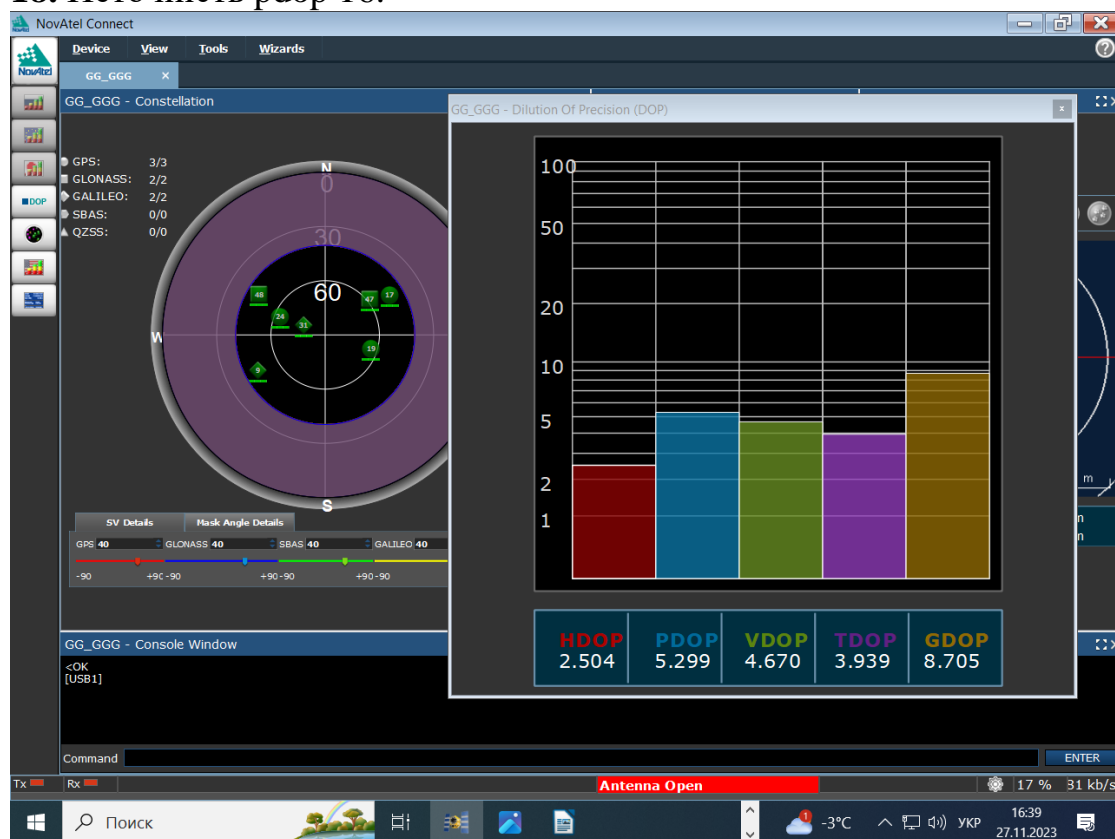 NovAtel Connect
Device View Tools Wizards
NovAtel
GG_GGG ×
GG_GGG - Constellation
GG_GGG - Dilution Of Precision (DOP)
x
GPS: 3/3
GLONASS: 2/2
GALILEO: 2/2
SBAS: 0/0
QZSS: 0/0
DOP
N
0
30
60
W
S
48
47
17
24
31
19
9
100
50
20
10
5
2
1
m
SV Details Mask Angle Details
GPS 40 GLONASS 40 SBAS 40 GALILEO 40
-90 +90 -90 +90 -90 +90 -90
HDOP PDOP VDOP TDOP GDOP
2.504 5.299 4.670 3.939 8.705
GG_GGG - Console Window
<OK
[USB1]
Command ENTER
Tx Rx Antenna Open 17 % 31 kb/s
Поиск
-3°C УКР 16:39
27.11.2023